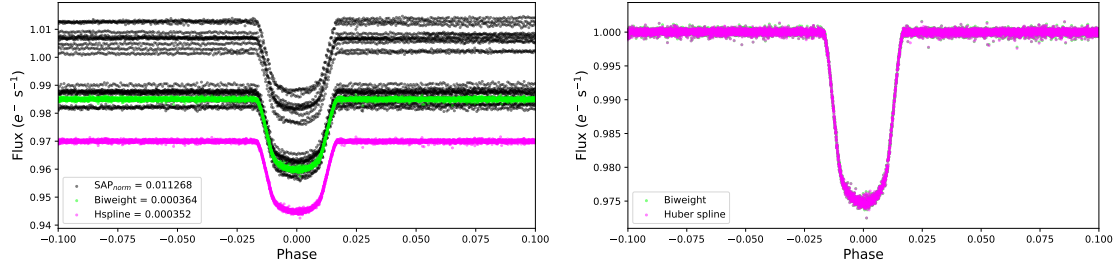 1.01
1.00
0.99
0.98
0.97
0.96
0.95
0.94
Flux (e⁻ s⁻¹)
SAPnorm = 0.011268
Biweight = 0.000364
Hspline = 0.000352
−0.100 −0.075 −0.050 −0.025 0.000 0.025 0.050 0.075 0.100
Phase
1.000
0.995
0.990
0.985
0.980
0.975
Flux (e⁻ s⁻¹)
Biweight
Huber spline
−0.100 −0.075 −0.050 −0.025 0.000 0.025 0.050 0.075 0.100
Phase